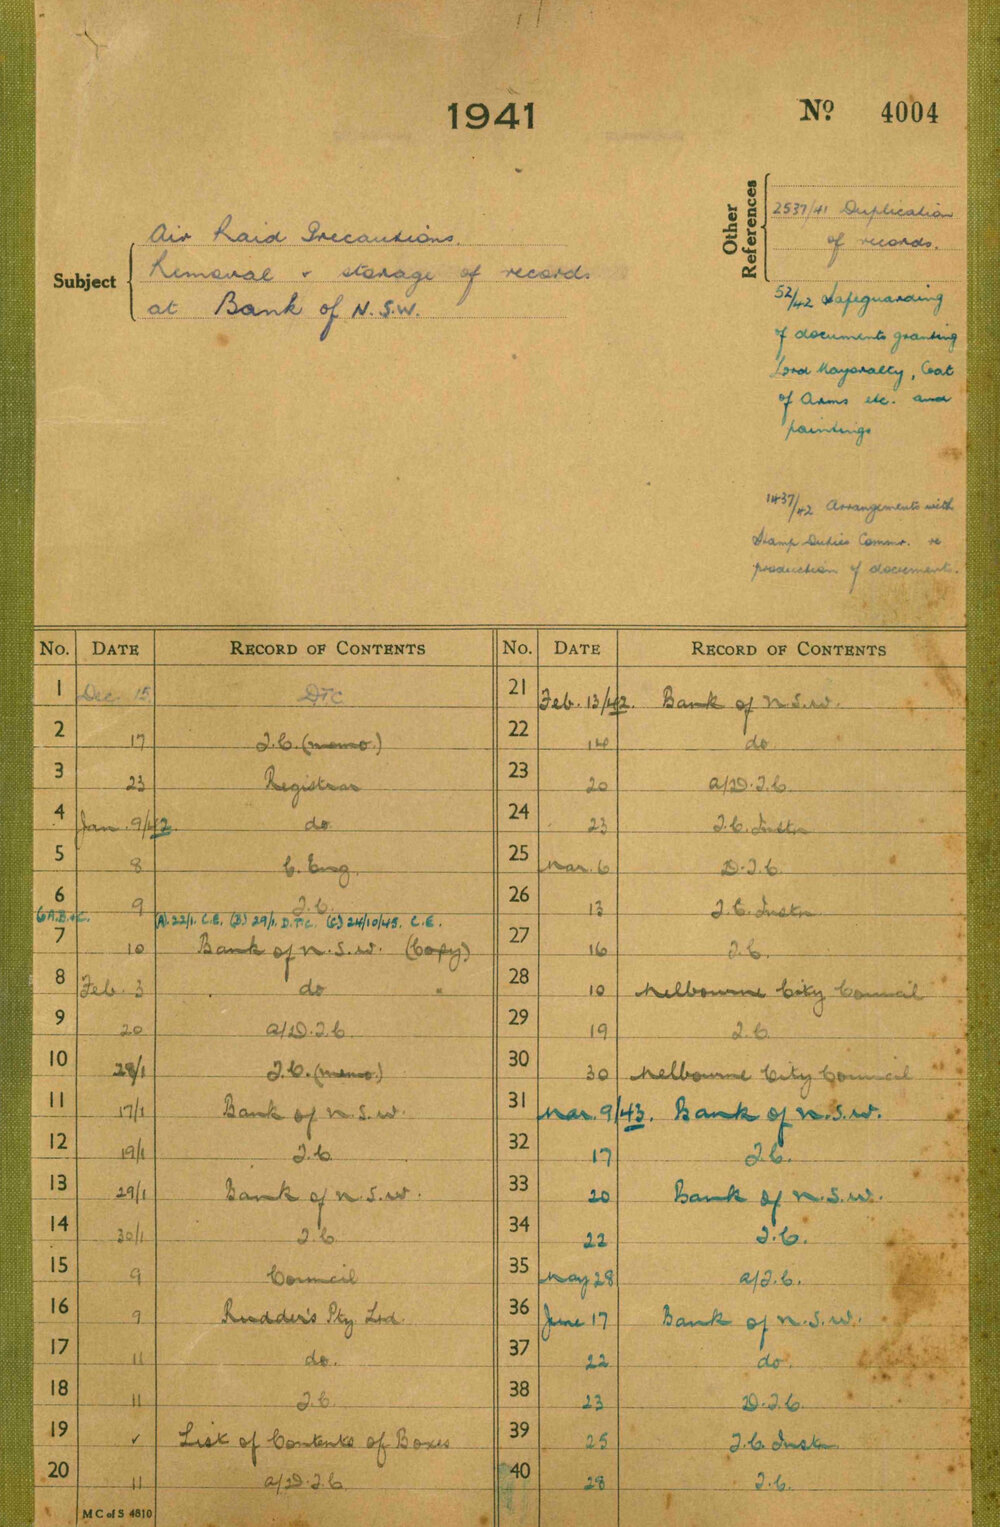 1941
No. 4004
Subject
Air Raid Precautions.
Removal & storage of records
at Bank of N.S.W.
Other References
2537/41 Duplication
of records.
52/42 Safeguarding
of documents granting
Lord Mayoralty, Coat
of Arms etc. and
paintings
1437/42 Arrangements with
Stamp Duties Commr. re
production of documents.
No. DATE RECORD OF CONTENTS
1 Dec. 15 DTC
2 17 T.C. (memo)
3 23 Registrar
4 Jan. 9/42 do
5 8 C. Eng.
6 9 T.C.
6A.B.&C. (A) 22/1. C.E. (B) 29/1. D.T.C. (C) 24/10/45. C.E.
7 10 Bank of N.S.W. (Copy)
8 Feb. 3 do
9 20 A/D.T.C.
10 28/1 T.C. (memo)
11 17/1 Bank of N.S.W.
12 19/1 T.C.
13 29/1 Bank of N.S.W.
14 30/1 T.C.
15 9 Council
16 9 Rudder's Pty Ltd.
17 11 do.
18 11 T.C.
19 ✓ List of Contents of Boxes
20 11 A/D.T.C.
M C of S 4810
No. DATE RECORD OF CONTENTS
21 Feb. 13/42. Bank of N.S.W.
22 14 do
23 20 A/D.T.C.
24 23 T.C. Instn
25 Mar. 6 D.T.C.
26 13 T.C. Instn
27 16 T.C.
28 10 Melbourne City Council
29 19 T.C.
30 30 Melbourne City Council
31 Mar. 9/43. Bank of N.S.W.
32 17 T.C.
33 20 Bank of N.S.W.
34 22 T.C.
35 May 28 A/T.C.
36 June 17 Bank of N.S.W.
37 22 do.
38 23 D.T.C.
39 25 T.C. Instn
40 28 T.C.